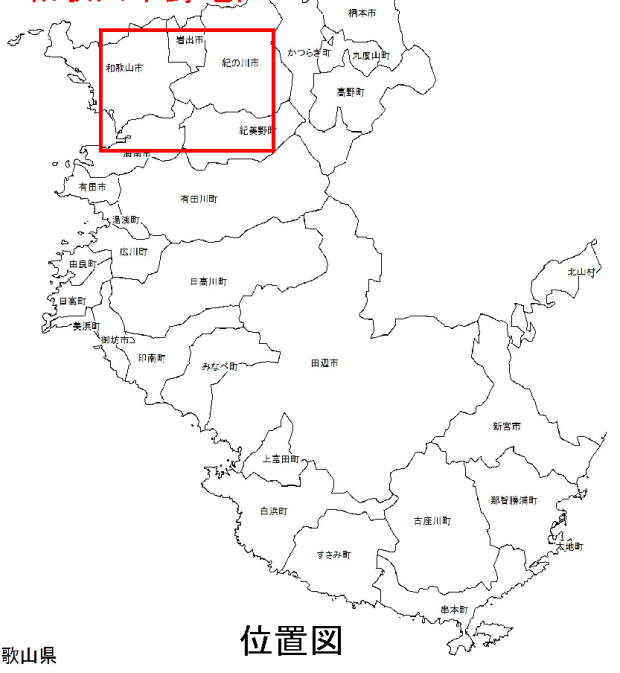 橋本市
岩出市
かつらぎ町
九度山町
和歌山市
紀の川市
高野町
紀美野町
海南市
有田市
有田川町
湯浅町
広川町
由良町
北山村
日高川町
日高町
美浜町
御坊市
印南町
みなべ町
田辺市
新宮市
上富田町
那智勝浦町
白浜町
古座川町
太地町
すさみ町
串本町
位置図
歌山県